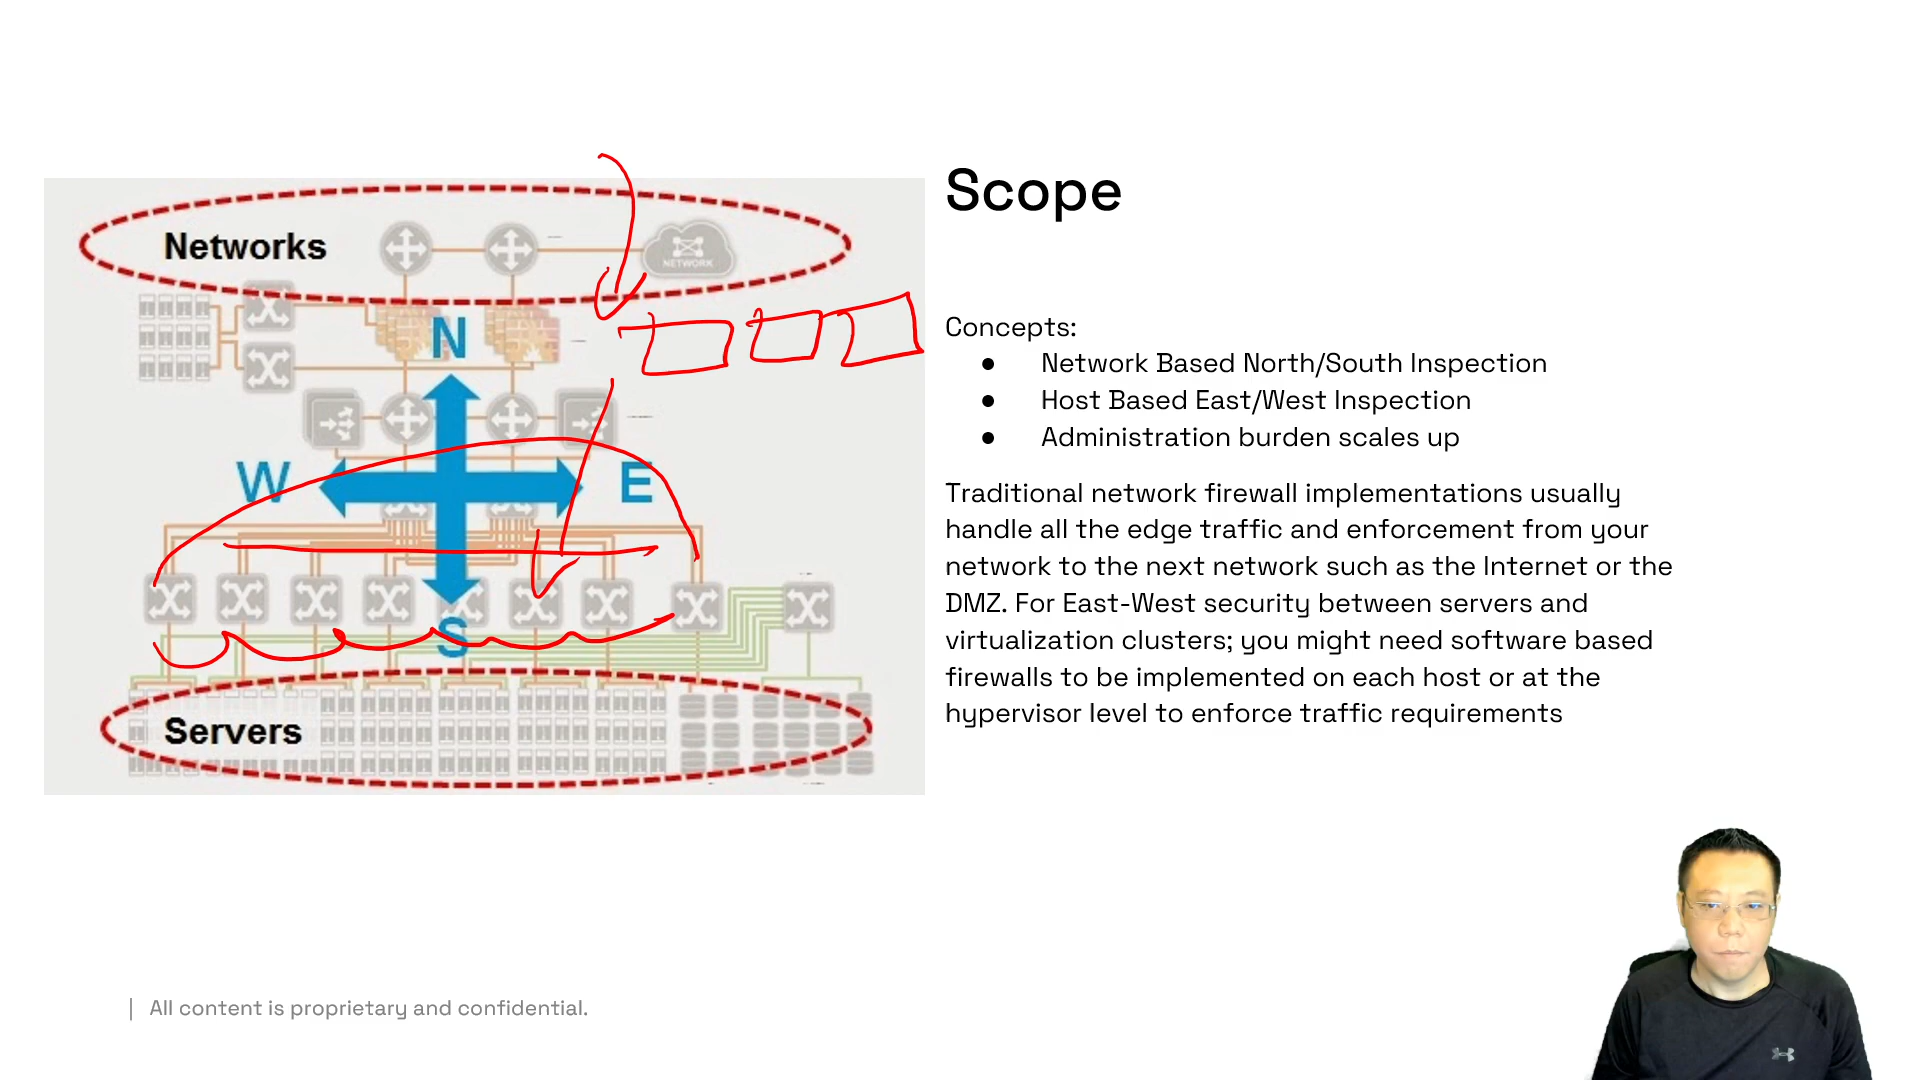 Scope
Networks
NETWORK
N
W
E
S
Servers
Concepts:
● Network Based North/South Inspection
● Host Based East/West Inspection
● Administration burden scales up
Traditional network firewall implementations usually
handle all the edge traffic and enforcement from your
network to the next network such as the Internet or the
DMZ. For East-West security between servers and
virtualization clusters; you might need software based
firewalls to be implemented on each host or at the
hypervisor level to enforce traffic requirements
| All content is proprietary and confidential.